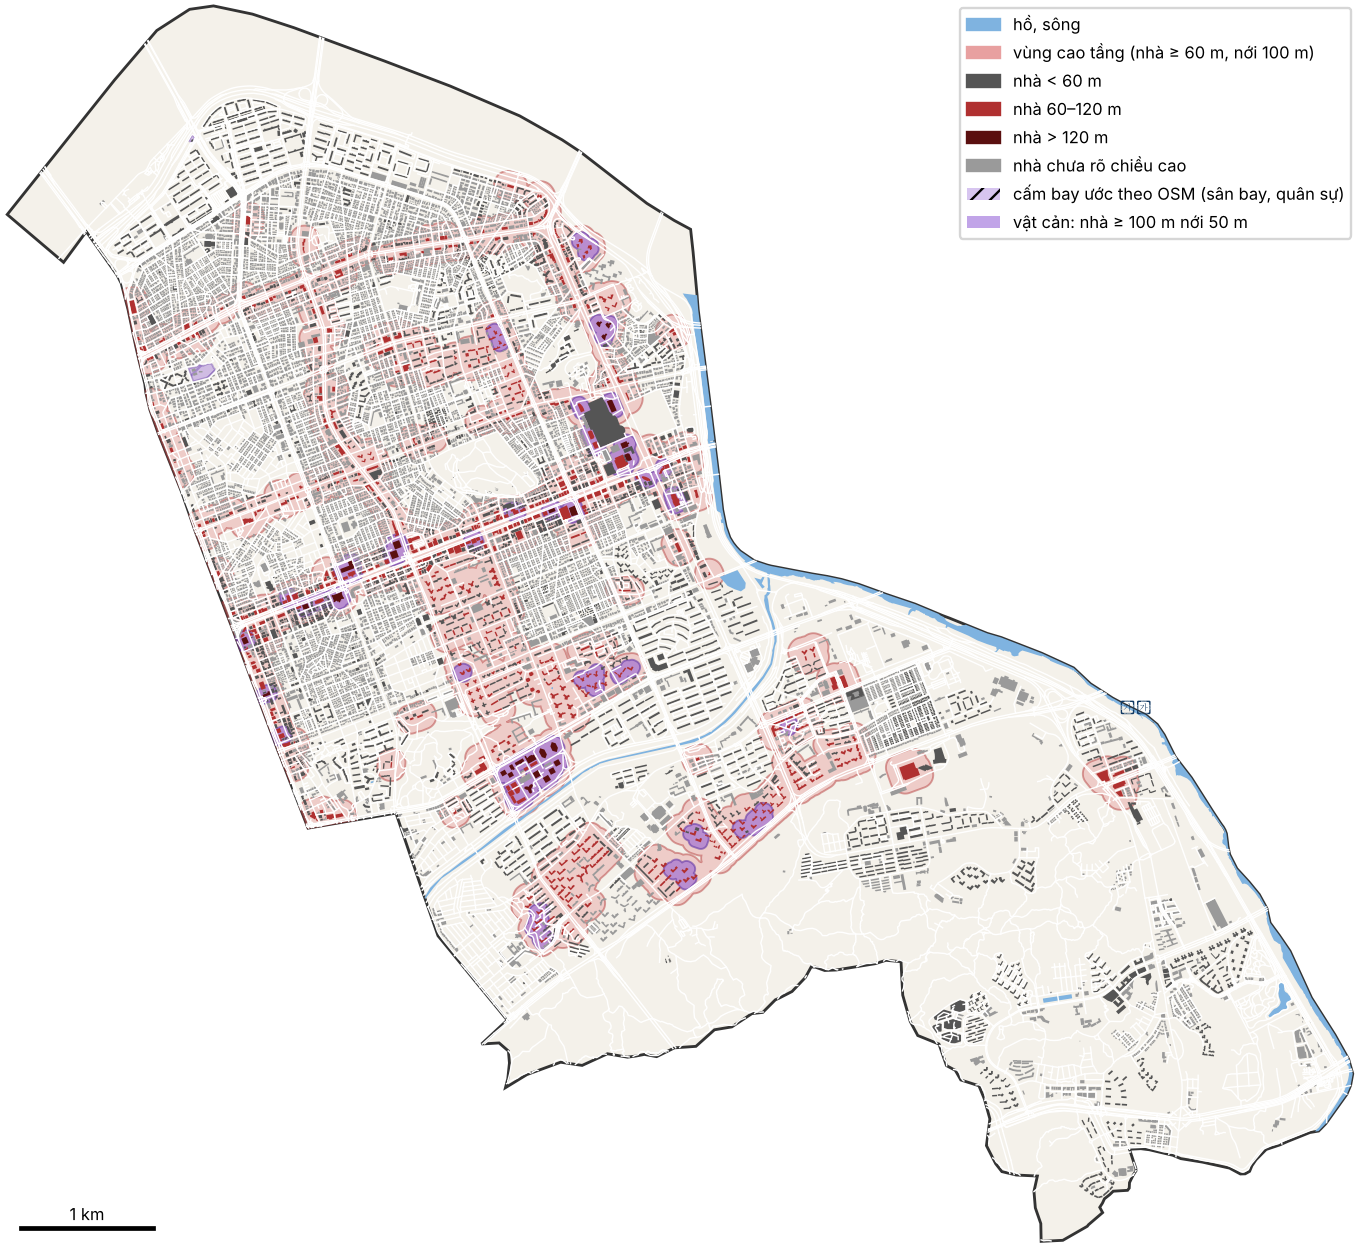 hồ, sông
vùng cao tầng (nhà ≥ 60 m, nới 100 m)
nhà < 60 m
nhà 60–120 m
nhà > 120 m
nhà chưa rõ chiều cao
cấm bay ước theo OSM (sân bay, quân sự)
vật cản: nhà ≥ 100 m nới 50 m
1 km